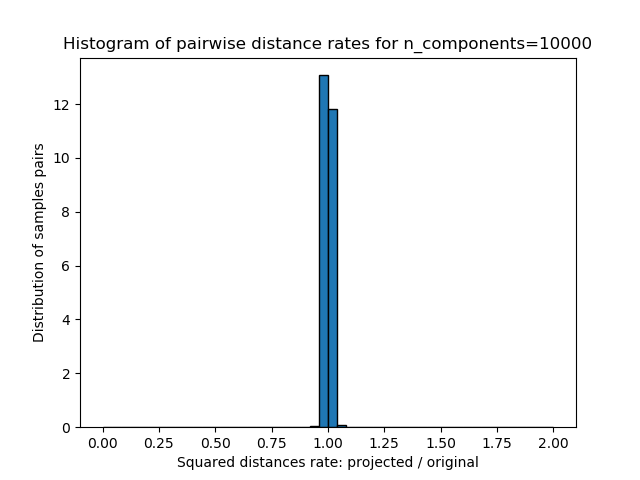 Histogram of pairwise distance rates for n_components=10000
Distribution of samples pairs
12
10
8
6
4
2
0
0.00 0.25 0.50 0.75 1.00 1.25 1.50 1.75 2.00
Squared distances rate: projected / original